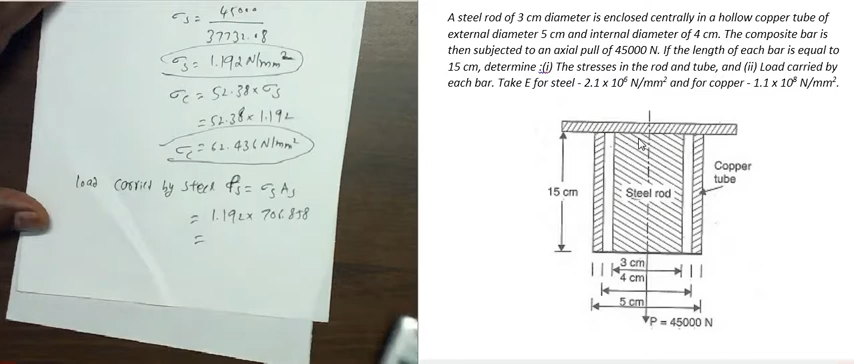 σs = 45000
37732.08
σs = 1.192 N/mm²
σc = 52.38 × σs
= 52.38 × 1.192
σc = 62.436 N/mm²
load carried by steel Ps = σs As
= 1.192 × 706.858
=
A steel rod of 3 cm diameter is enclosed centrally in a hollow copper tube of
external diameter 5 cm and internal diameter of 4 cm. The composite bar is
then subjected to an axial pull of 45000 N. If the length of each bar is equal to
15 cm, determine :(i) The stresses in the rod and tube, and (ii) Load carried by
each bar. Take E for steel - 2.1 x 10⁶ N/mm² and for copper - 1.1 x 10⁸ N/mm².
Copper
tube
15 cm
Steel rod
3 cm
4 cm
5 cm
P = 45000 N